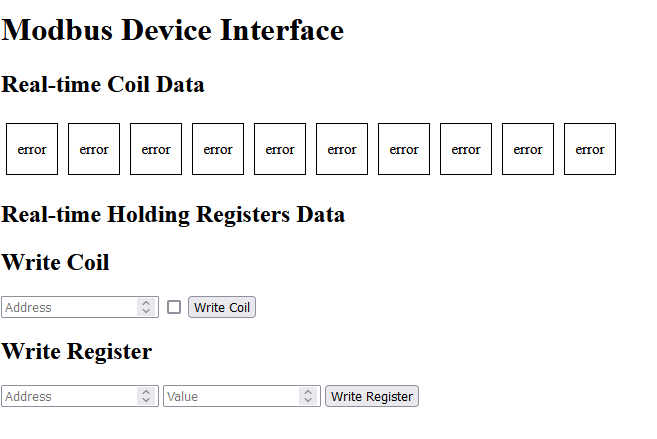 Modbus Device Interface
Real-time Coil Data
error error error error error error error error error error
Real-time Holding Registers Data
Write Coil
Address Write Coil
Write Register
Address Value Write Register